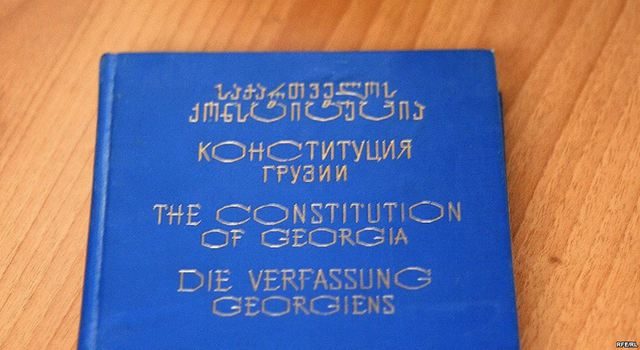 საქართველოს
კონსტიტუცია
КОНСТИТУЦИЯ
ГРУЗИИ
THE CONSTITUTION
OF GEORGIA
DIE VERFASSUNG
GEORGIENS
RFE/RL